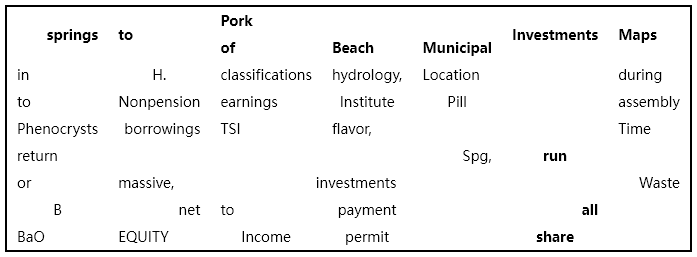 springs to Pork of Beach Municipal Investments Maps
in H. classifications hydrology, Location during
to Nonpension earnings Institute Pill assembly
Phenocrysts borrowings TSI flavor, Time
return Spg, run
or massive, investments Waste
B net to payment all
BaO EQUITY Income permit share